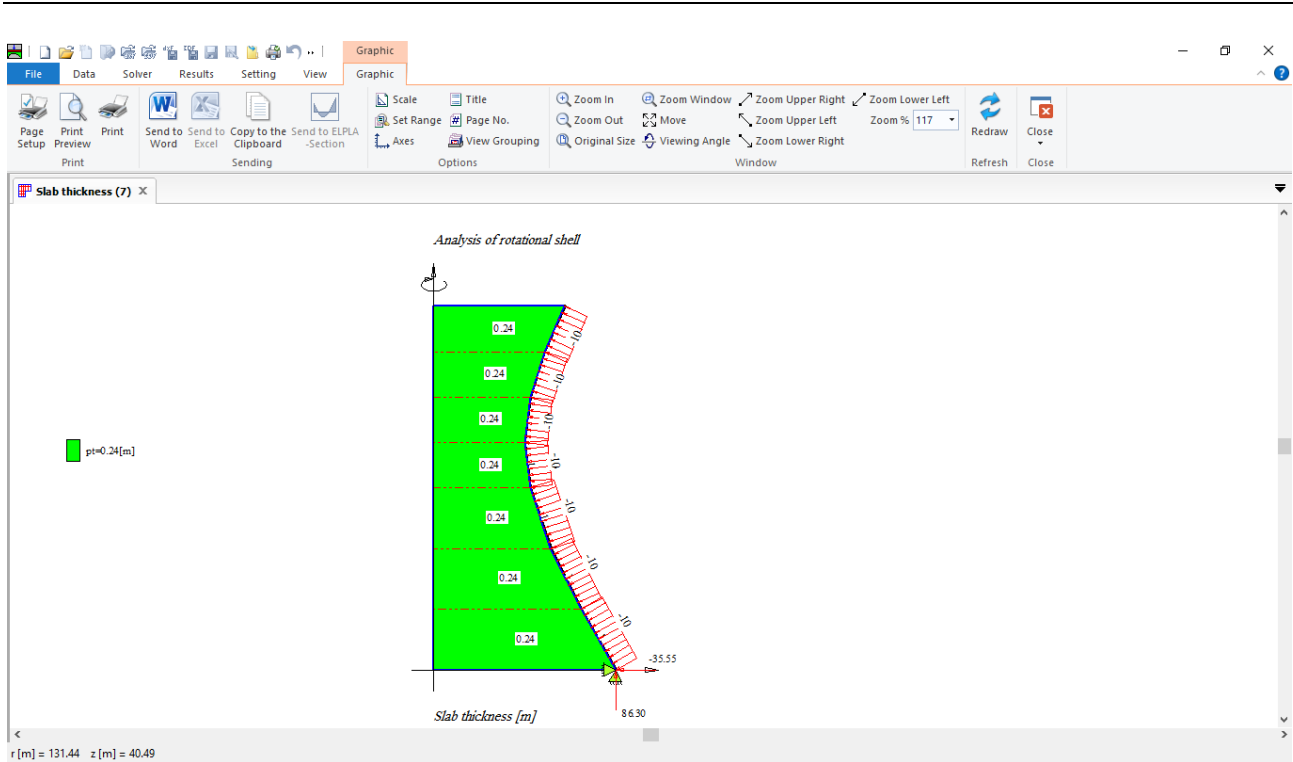 Graphic
File Data Solver Results Setting View Graphic
Scale Title Zoom In Zoom Window Zoom Upper Right Zoom Lower Left
Set Range # Page No. Zoom Out Move Zoom Upper Left Zoom % 117
Axes View Grouping Original Size Viewing Angle Zoom Lower Right
Page Setup Print Preview Print Send to Word Send to Excel Copy to the Clipboard Send to ELPLA -Section Redraw Close
Print Sending Options Window Refresh Close
Slab thickness (7) X
Analysis of rotational shell
0.24
-10
0.24
-10
0.24
-10
pt=0.24[m]
0.24
-10
0.24
-10
0.24
-10
0.24
-10
-35.55
86.30
Slab thickness [m]
r [m] = 131.44 z [m] = 40.49